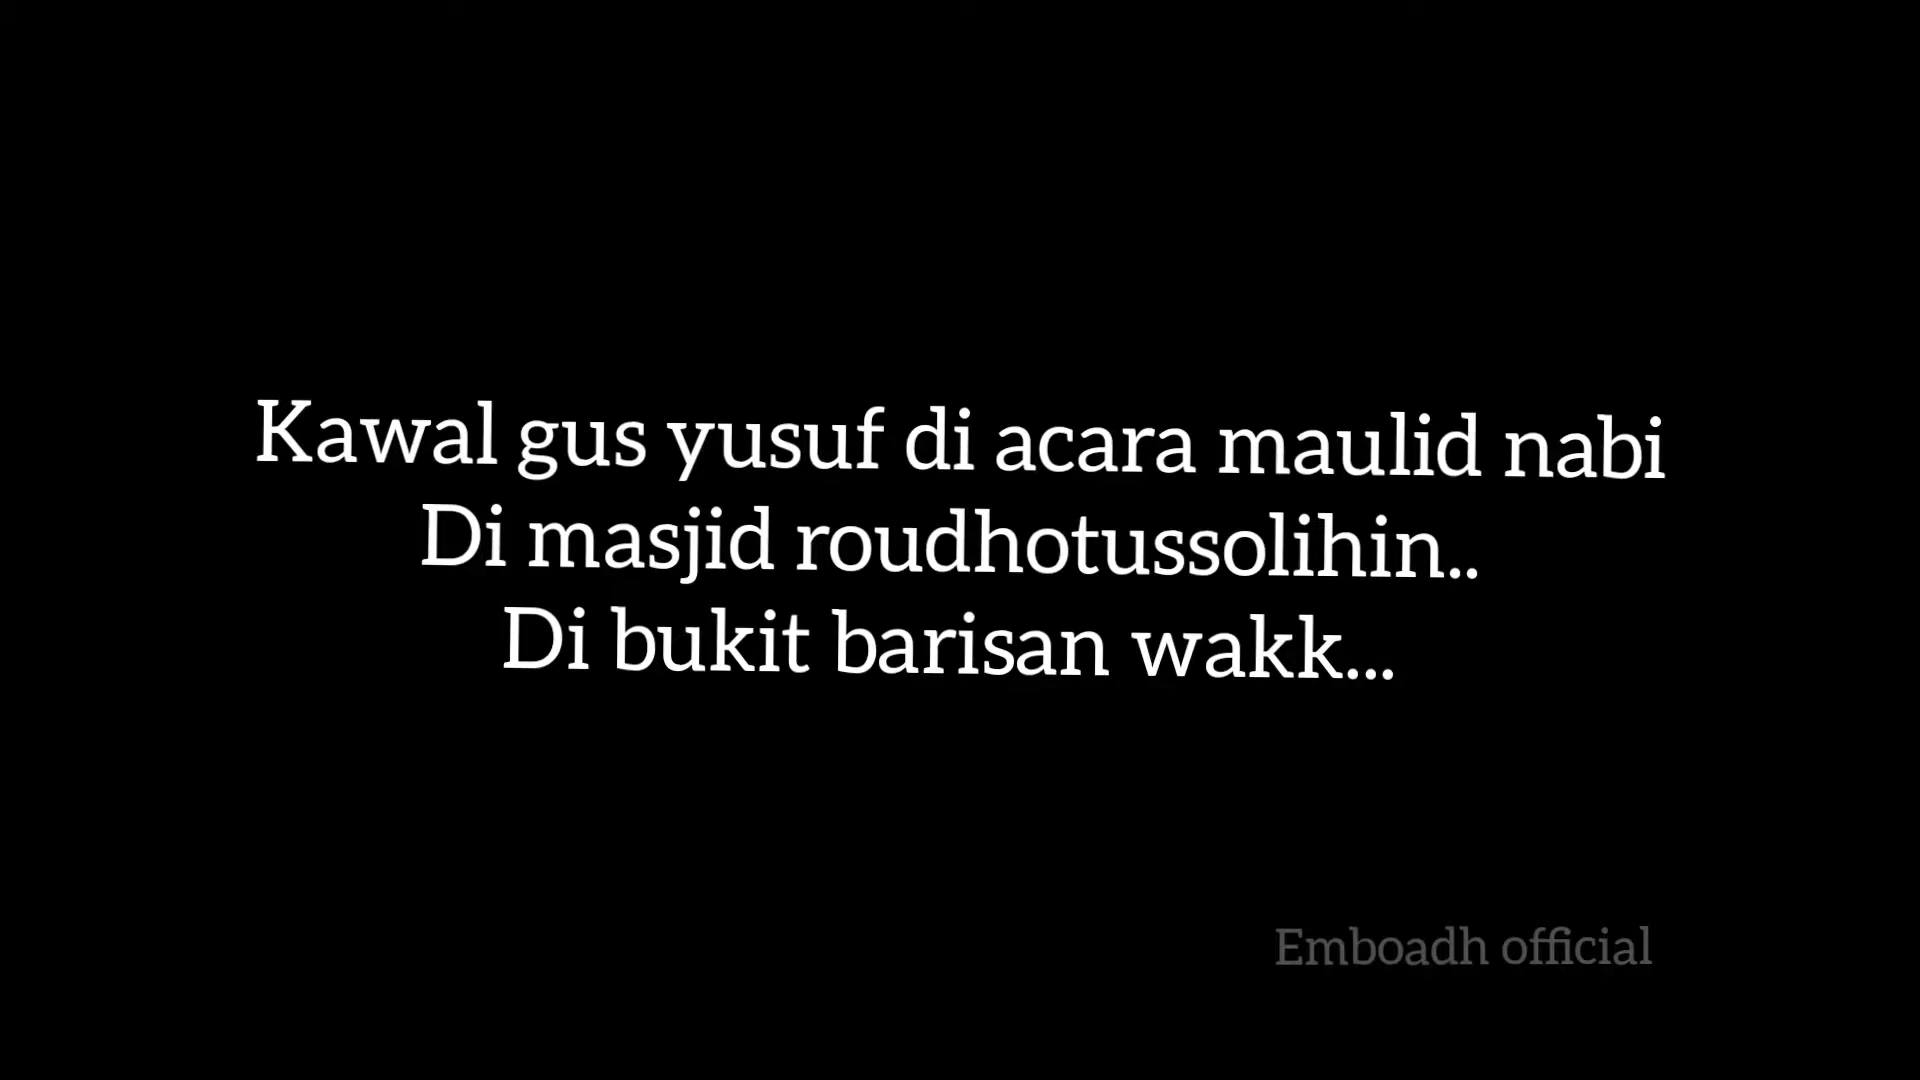 Kawal gus yusuf di acara maulid nabi
Di masjid roudhotussolihin..
Di bukit barisan wakk...
Emboadh official